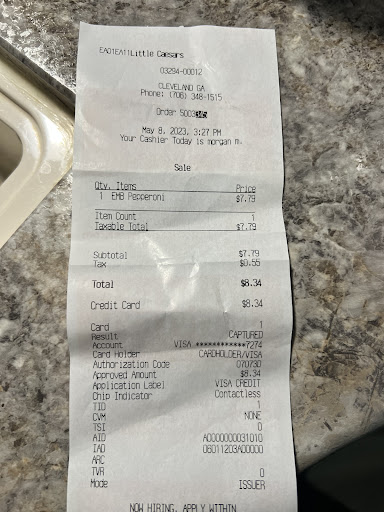 EA01EA11Little Caesars
03294-00012
CLEVELAND GA
Phone: (706) 348-1515
Order 5003345
May 8, 2023, 3:27 PM
Your Cashier Today is morgan m.
Sale
Qty. Items Price
1 EMB Pepperoni $7.79
Item Count 1
Taxable Total $7.79
Subtotal $7.79
Tax $0.55
Total $8.34
Credit Card $8.34
Card 1
Result CAPTURED
Account VISA ************7274
Card Holder CARDHOLDER/VISA
Authorization Code 07073D
Approved Amount $8.34
Application Label VISA CREDIT
Chip Indicator Contactless
TID 1
CVM NONE
TSI 0
AID A0000000031010
IAD 06011203A00000
ARC
TVR 0
Mode ISSUER
NOW HIRING, APPLY WITHIN